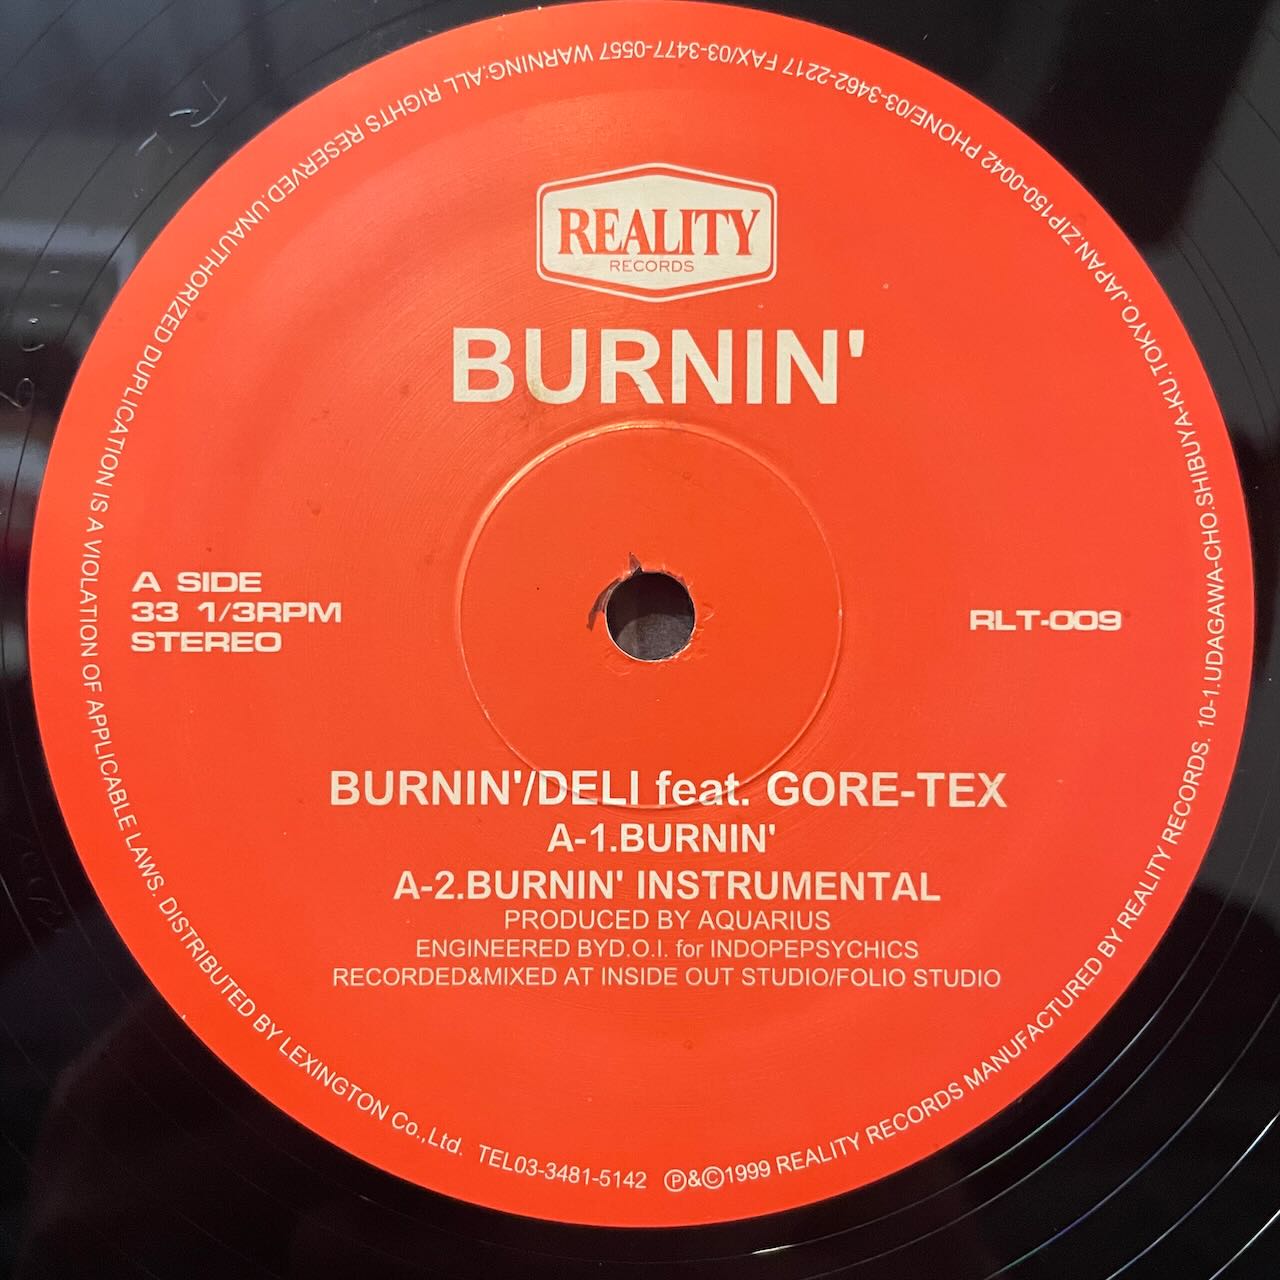 REALITY
RECORDS
BURNIN'
A SIDE
33 1/3RPM
STEREO
RLT-009
BURNIN'/DELI feat. GORE-TEX
A-1.BURNIN'
A-2.BURNIN' INSTRUMENTAL
PRODUCED BY AQUARIUS
ENGINEERED BYD.O.I. for INDOPEPSYCHICS
RECORDED&MIXED AT INSIDE OUT STUDIO/FOLIO STUDIO
℗&©1999 REALITY RECORDS MANUFACTURED BY REALITY RECORDS. 10-1.UDAGAWA-CHO.SHIBUYA-KU.TOKYO.JAPAN.ZIP150-0042 PHONE/03-3462-2217 FAX/03-3477-0557 WARNING:ALL RIGHTS RESERVED.UNAUTHORIZED DUPLICATION IS A VIOLATION OF APPLICABLE LAWS. DISTRIBUTED BY LEXINGTON Co.,Ltd. TEL03-3481-5142